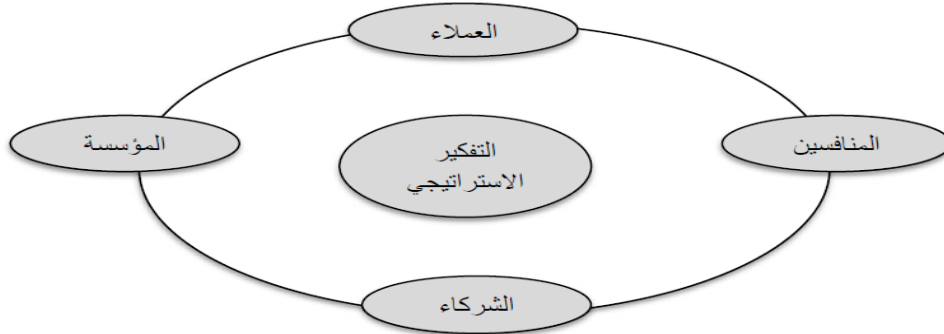 العملاء
المنافسين
المؤسسة
التفكير
الاستراتيجي
الشركاء